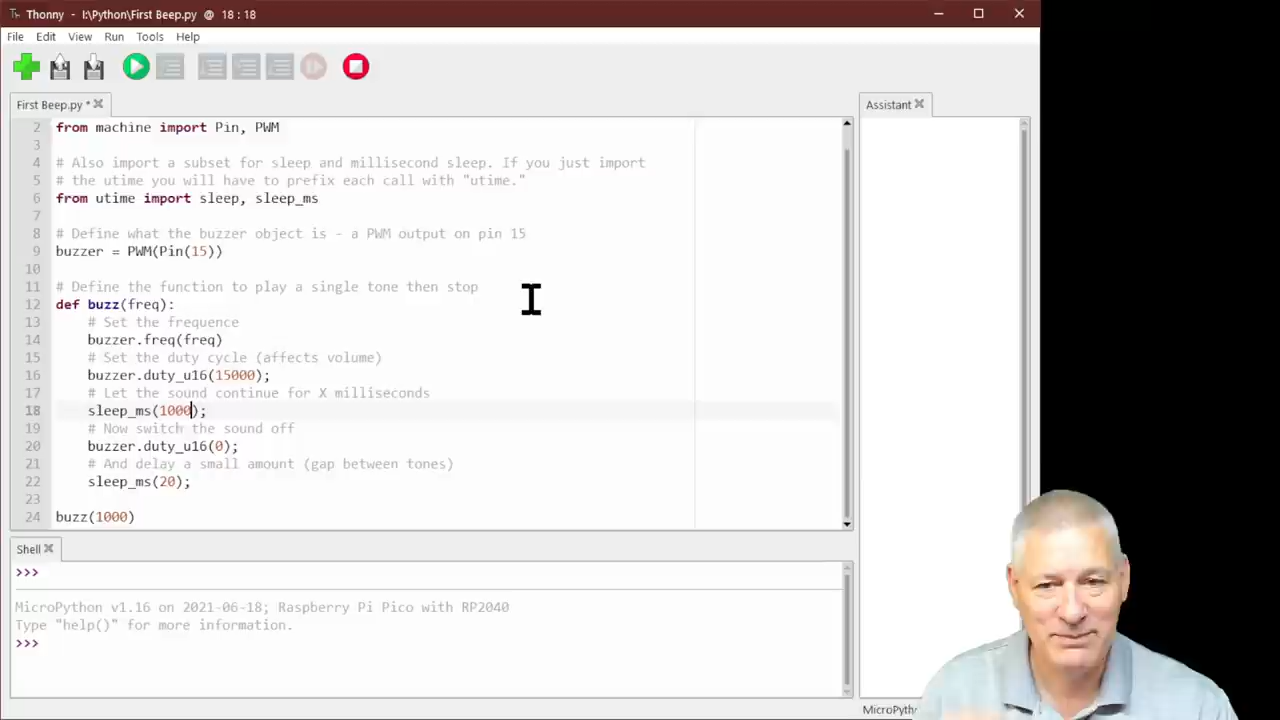 Thonny - I:\Python\First Beep.py @ 18 : 18
File Edit View Run Tools Help
First Beep.py *
Assistant
2 from machine import Pin, PWM
3
4 # Also import a subset for sleep and millisecond sleep. If you just import
5 # the utime you will have to prefix each call with "utime."
6 from utime import sleep, sleep_ms
7
8 # Define what the buzzer object is - a PWM output on pin 15
9 buzzer = PWM(Pin(15))
10
11 # Define the function to play a single tone then stop
12 def buzz(freq):
13 # Set the frequence
14 buzzer.freq(freq)
15 # Set the duty cycle (affects volume)
16 buzzer.duty_u16(15000);
17 # Let the sound continue for X milliseconds
18 sleep_ms(1000);
19 # Now switch the sound off
20 buzzer.duty_u16(0);
21 # And delay a small amount (gap between tones)
22 sleep_ms(20);
23
24 buzz(1000)
Shell
>>>
MicroPython v1.16 on 2021-06-18; Raspberry Pi Pico with RP2040
Type "help()" for more information.
>>>